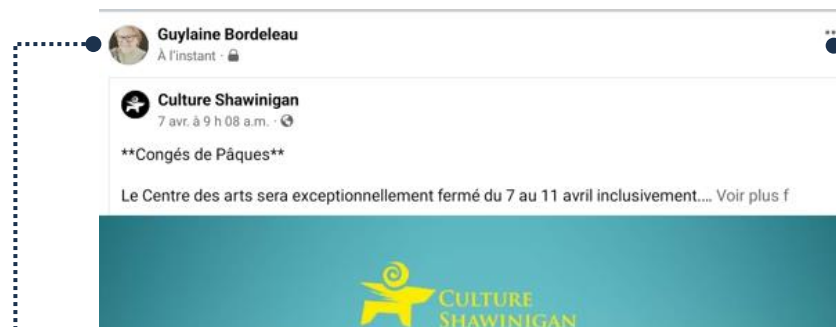 Guylaine Bordeleau
À l'instant ·
Culture Shawinigan
7 avr. à 9 h 08 a.m. ·
**Congés de Pâques**
Le Centre des arts sera exceptionnellement fermé du 7 au 11 avril inclusivement.... Voir plus f
CULTURE
SHAWINIGAN